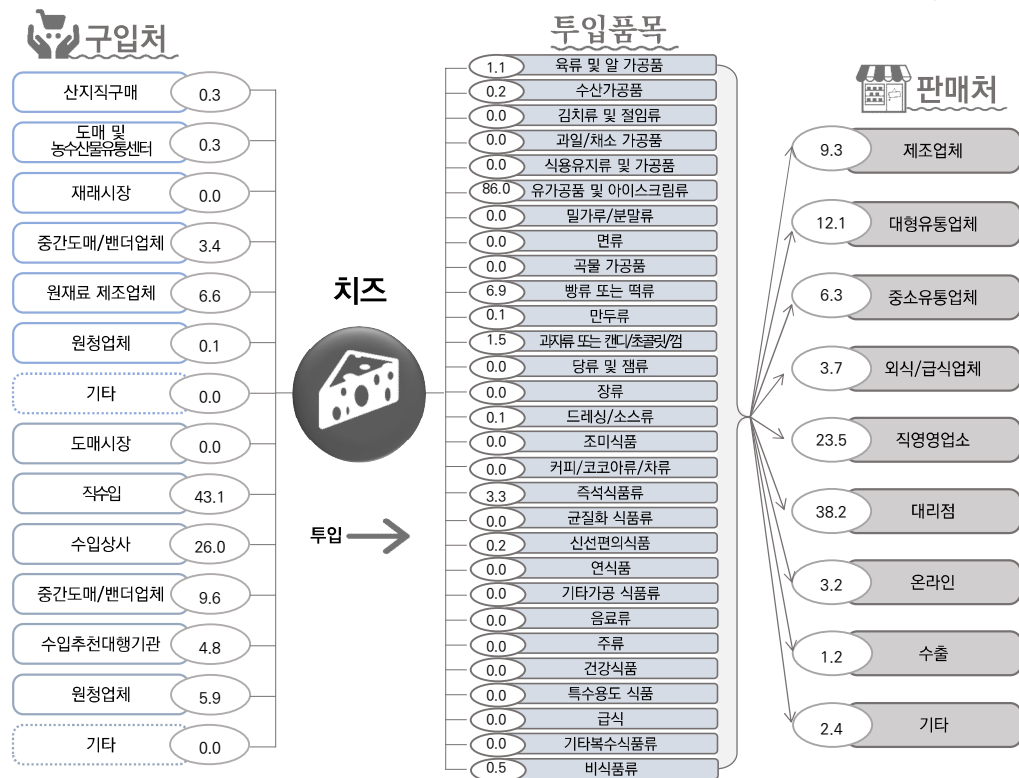 구입처
산지직구매 0.3
도매 및
농수산물유통센터 0.3
재래시장 0.0
중간도매/밴더업체 3.4
원재료 제조업체 6.6
원청업체 0.1
기타 0.0
도매시장 0.0
직수입 43.1
수입상사 26.0
중간도매/밴더업체 9.6
수입추천대행기관 4.8
원청업체 5.9
기타 0.0
치즈
투입
투입품목
1.1 육류 및 알 가공품
0.2 수산가공품
0.0 김치류 및 절임류
0.0 과일/채소 가공품
0.0 식용유지류 및 가공품
86.0 유가공품 및 아이스크림류
0.0 밀가루/분말류
0.0 면류
0.0 곡물 가공품
6.9 빵류 또는 떡류
0.1 만두류
1.5 과자류 또는 캔디/초콜릿/껌
0.0 당류 및 잼류
0.0 장류
0.1 드레싱/소스류
0.0 조미식품
0.0 커피/코코아류/차류
3.3 즉석식품류
0.0 균질화 식품류
0.2 신선편의식품
0.0 연식품
0.0 기타가공 식품류
0.0 음료류
0.0 주류
0.0 건강식품
0.0 특수용도 식품
0.0 급식
0.0 기타복수식품류
0.5 비식품류
판매처
9.3 제조업체
12.1 대형유통업체
6.3 중소유통업체
3.7 외식/급식업체
23.5 직영영업소
38.2 대리점
3.2 온라인
1.2 수출
2.4 기타